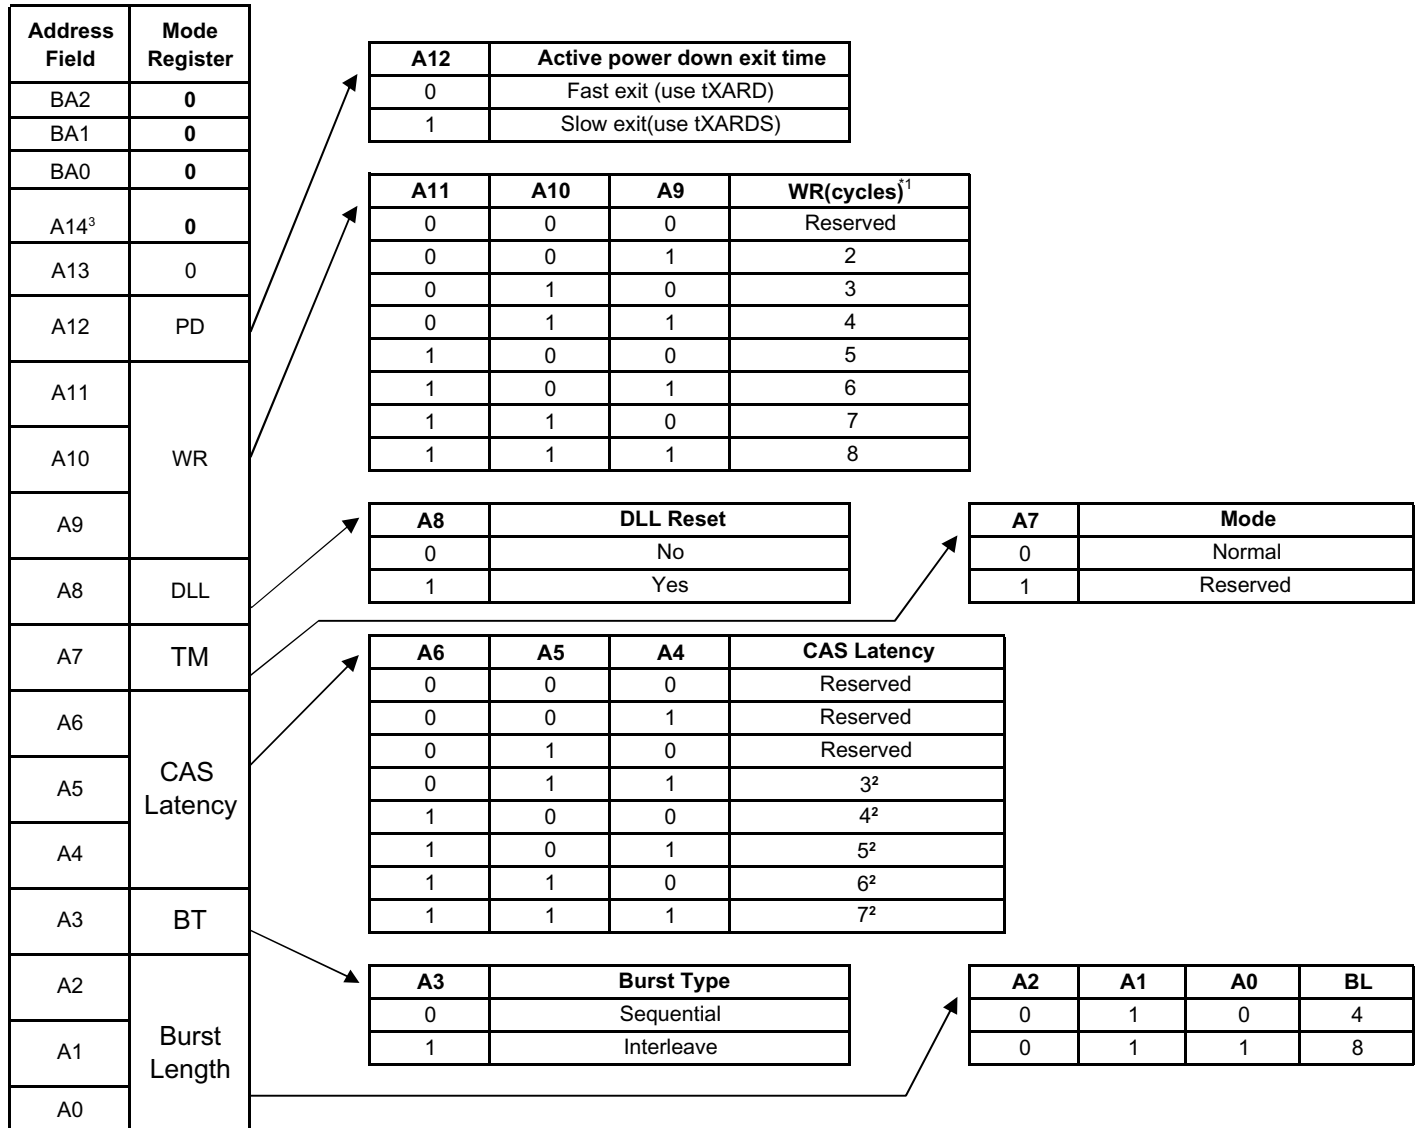 Address Field Mode Register
BA2 0
BA1 0
BA0 0
A14³ 0
A13 0
A12 PD
A11
A10 WR
A9
A8 DLL
A7 TM
A6
A5 CAS Latency
A4
A3 BT
A2
A1 Burst Length
A0
A12 Active power down exit time
0 Fast exit (use tXARD)
1 Slow exit(use tXARDS)
A11 A10 A9 WR(cycles)*1
0 0 0 Reserved
0 0 1 2
0 1 0 3
0 1 1 4
1 0 0 5
1 0 1 6
1 1 0 7
1 1 1 8
A8 DLL Reset
0 No
1 Yes
A7 Mode
0 Normal
1 Reserved
A6 A5 A4 CAS Latency
0 0 0 Reserved
0 0 1 Reserved
0 1 0 Reserved
0 1 1 3²
1 0 0 4²
1 0 1 5²
1 1 0 6²
1 1 1 7²
A3 Burst Type
0 Sequential
1 Interleave
A2 A1 A0 BL
0 1 0 4
0 1 1 8